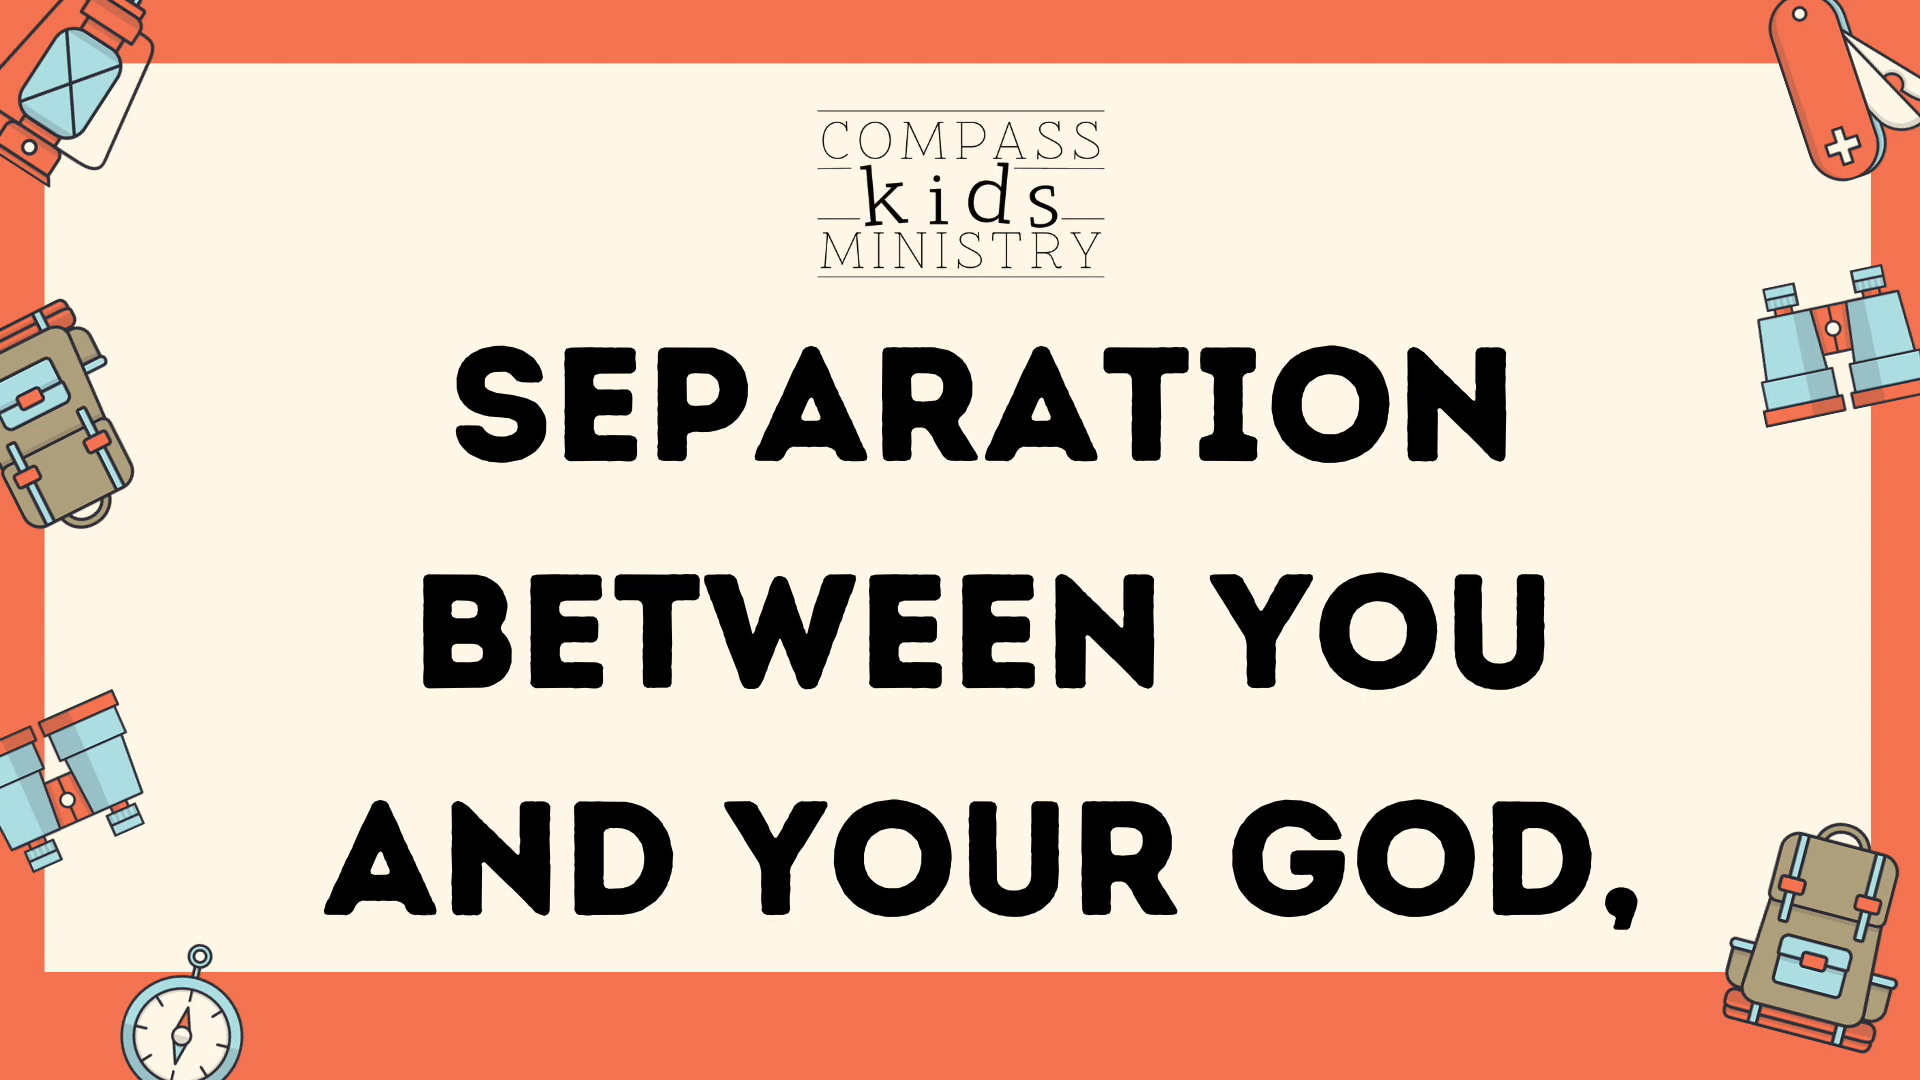 COMPASS
kids
MINISTRY
SEPARATION
BETWEEN YOU
AND YOUR GOD,